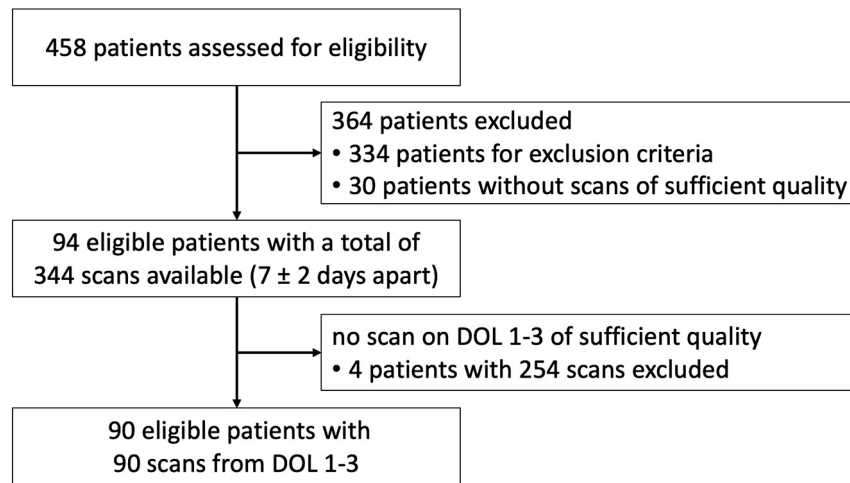 458 patients assessed for eligibility
364 patients excluded
• 334 patients for exclusion criteria
• 30 patients without scans of sufficient quality
94 eligible patients with a total of
344 scans available (7 ± 2 days apart)
no scan on DOL 1-3 of sufficient quality
• 4 patients with 254 scans excluded
90 eligible patients with
90 scans from DOL 1-3